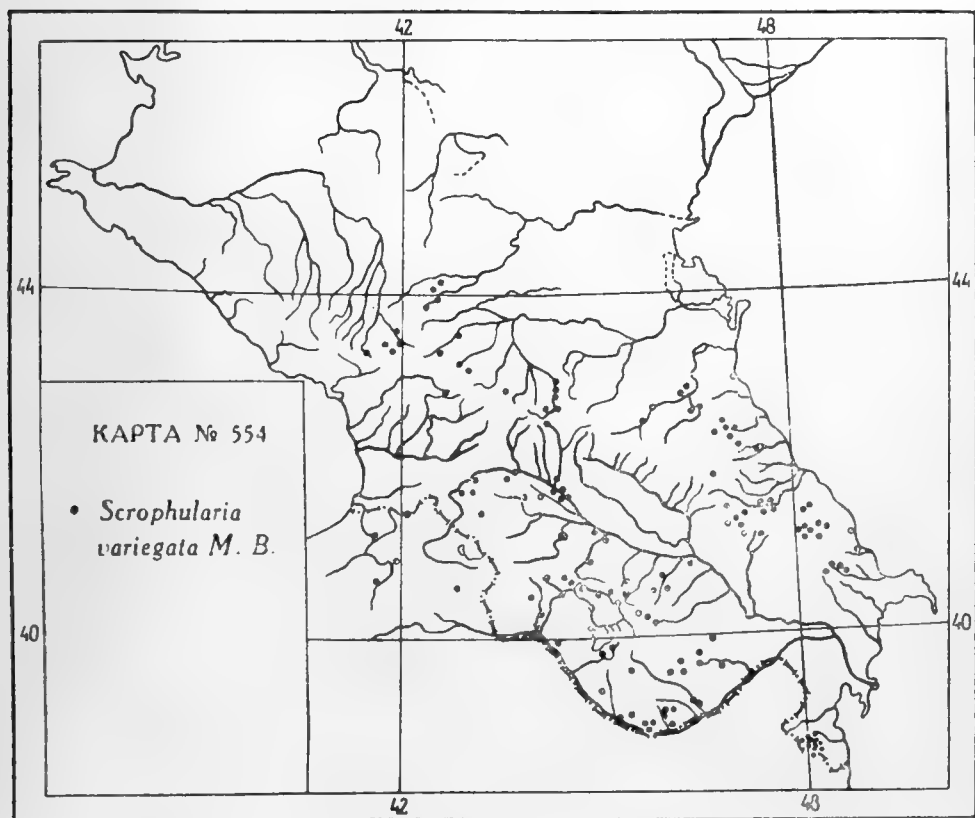 42 48
44 44
КАРТА № 554
• Scrophularia
variegata M. B.
40 40
42 48